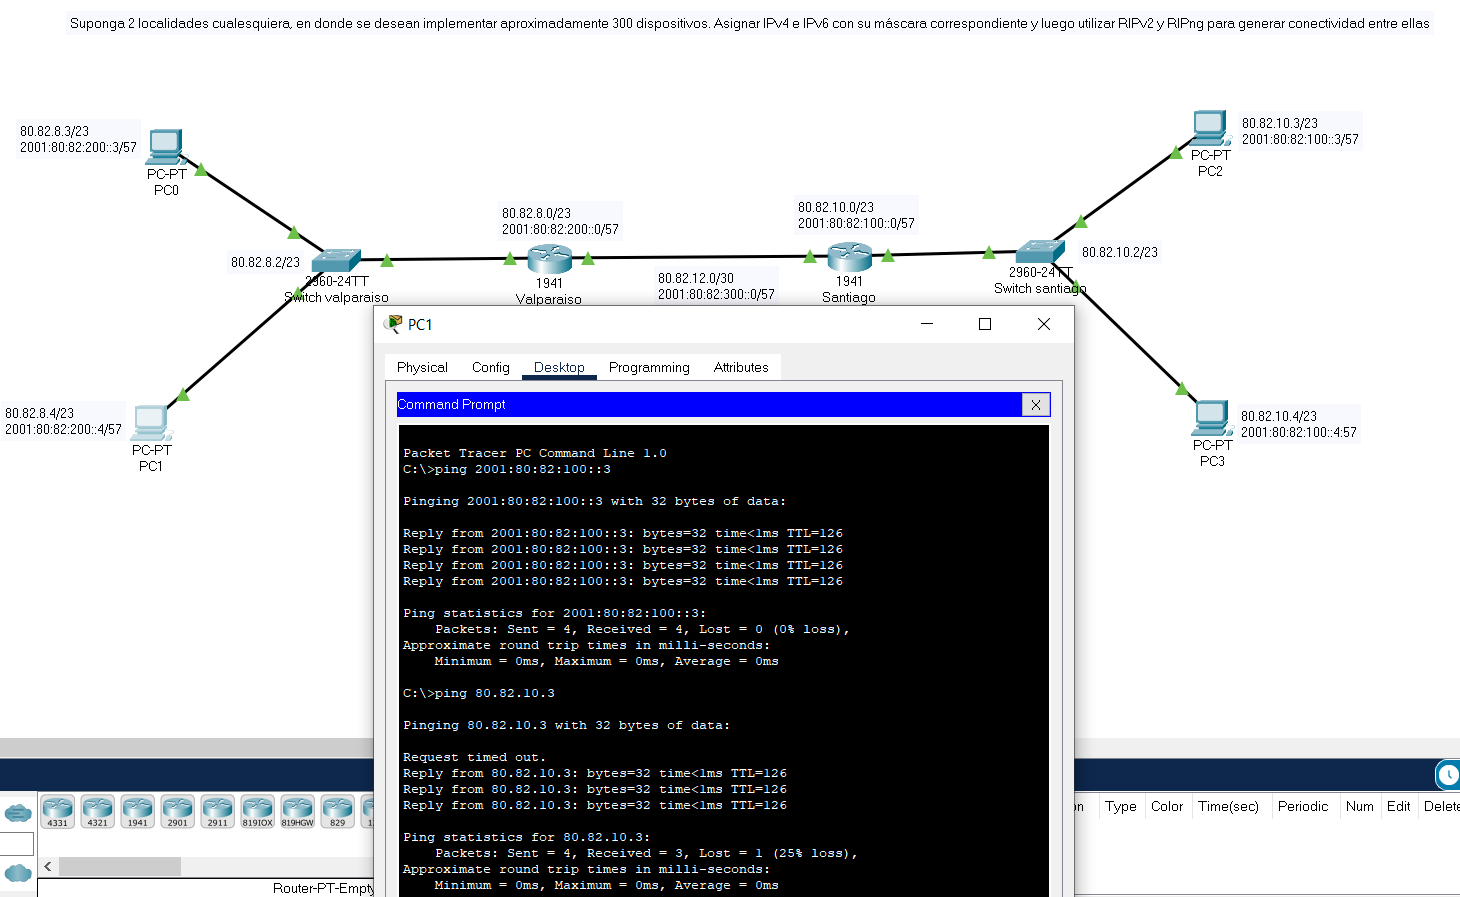 Suponga 2 localidades cualesquiera, en donde se desean implementar aproximadamente 300 dispositivos. Asignar IPv4 e IPv6 con su máscara correspondiente y luego utilizar RIPv2 y RIPng para generar conectividad entre ellas
80.82.8.3/23
2001:80:82:200::3/57
PC-PT
PC0
80.82.10.3/23
2001:80:82:100::3/57
PC-PT
PC2
80.82.8.0/23
2001:80:82:200::0/57
80.82.10.0/23
2001:80:82:100::0/57
80.82.8.2/23
2960-24TT
Switch valparaiso
1941
Valparaiso
80.82.12.0/30
2001:80:82:300::0/57
1941
Santiago
80.82.10.2/23
2960-24TT
Switch santiago
80.82.8.4/23
2001:80:82:200::4/57
PC-PT
PC1
80.82.10.4/23
2001:80:82:100::4:57
PC-PT
PC3
PC1
Physical Config Desktop Programming Attributes
Command Prompt
X
Packet Tracer PC Command Line 1.0
C:\>ping 2001:80:82:100::3
Pinging 2001:80:82:100::3 with 32 bytes of data:
Reply from 2001:80:82:100::3: bytes=32 time<1ms TTL=126
Reply from 2001:80:82:100::3: bytes=32 time<1ms TTL=126
Reply from 2001:80:82:100::3: bytes=32 time<1ms TTL=126
Reply from 2001:80:82:100::3: bytes=32 time<1ms TTL=126
Ping statistics for 2001:80:82:100::3:
Packets: Sent = 4, Received = 4, Lost = 0 (0% loss),
Approximate round trip times in milli-seconds:
Minimum = 0ms, Maximum = 0ms, Average = 0ms
C:\>ping 80.82.10.3
Pinging 80.82.10.3 with 32 bytes of data:
Request timed out.
Reply from 80.82.10.3: bytes=32 time<1ms TTL=126
Reply from 80.82.10.3: bytes=32 time<1ms TTL=126
Reply from 80.82.10.3: bytes=32 time<1ms TTL=126
Ping statistics for 80.82.10.3:
Packets: Sent = 4, Received = 3, Lost = 1 (25% loss),
Approximate round trip times in milli-seconds:
Minimum = 0ms, Maximum = 0ms, Average = 0ms
4331 4321 1941 2901 2911 819IOX 819HGW 829
Router-PT-Empty
Type Color Time(sec) Periodic Num Edit Delete